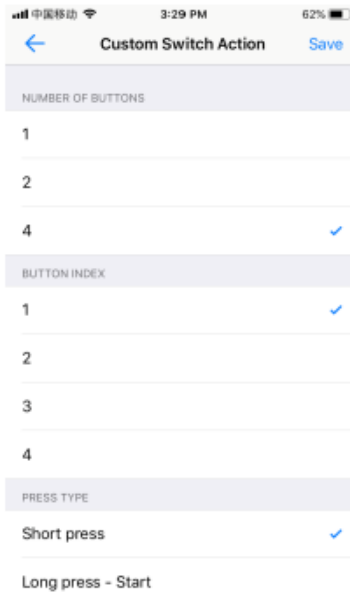 中国移动 3:29 PM 62%
Custom Switch Action Save
NUMBER OF BUTTONS
1
2
4
BUTTON INDEX
1
2
3
4
PRESS TYPE
Short press
Long press - Start